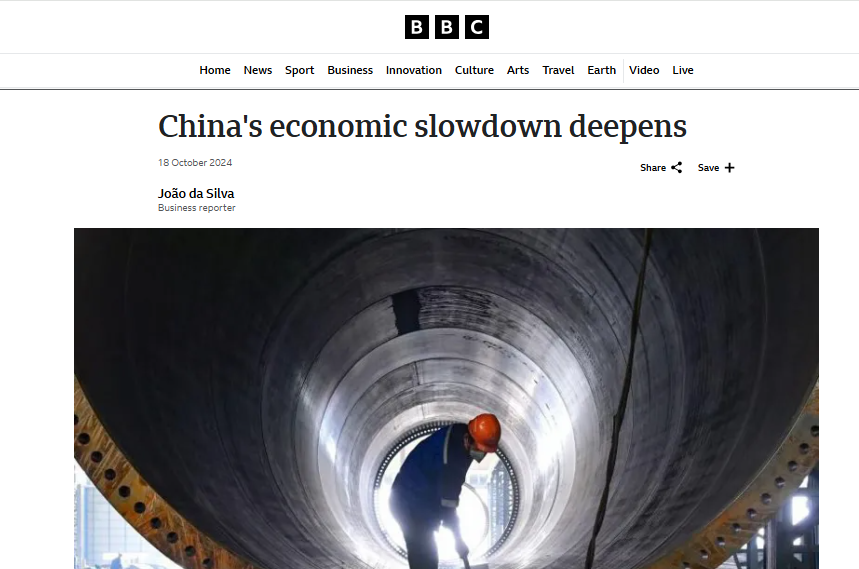 BBC
Home News Sport Business Innovation Culture Arts Travel Earth Video Live
China's economic slowdown deepens
18 October 2024
Share Save
João da Silva
Business reporter